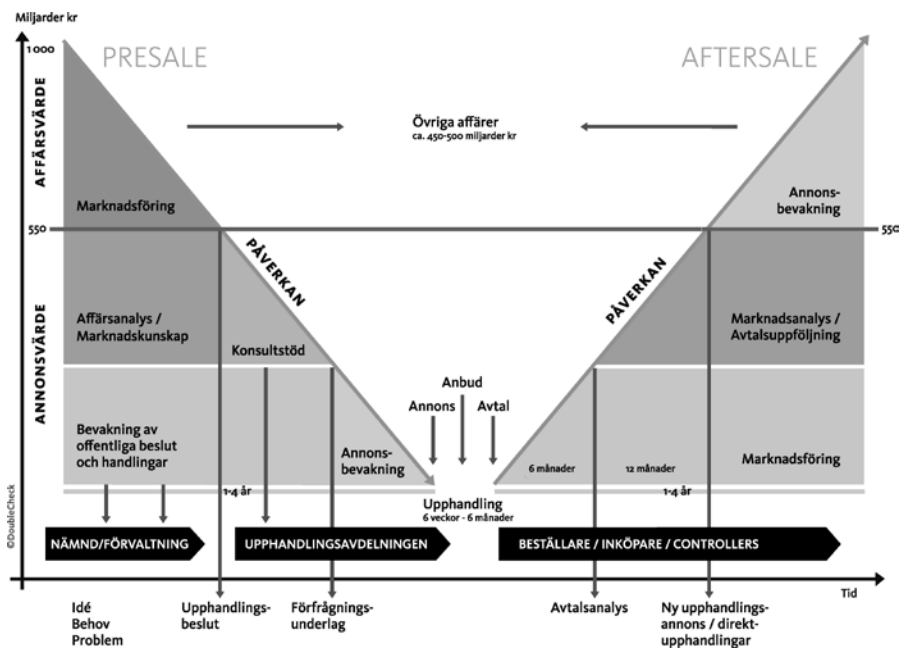 Miljarder kr
1 000
PRESALE
AFTERSALE
AFFÄRSVÄRDE
Övriga affärer
ca. 450-500 miljarder kr
Marknadsföring
Annons-
bevakning
550
550
PÅVERKAN
PÅVERKAN
ANNONSVÄRDE
Affärsanalys /
Marknadskunskap
Konsultstöd
Marknadsanalys /
Avtalsuppföljning
Anbud
Annons
Avtal
Bevakning av
offentliga beslut
och handlingar
Annons-
bevakning
6 månader
12 månader
Marknadsföring
1-4 år
1-4 år
Upphandling
6 veckor - 6 månader
©DoubleCheck
NÄMND/FÖRVALTNING
UPPHANDLINGSAVDELNINGEN
BESTÄLLARE / INKÖPARE / CONTROLLERS
Tid
Idé
Behov
Problem
Upphandlings-
beslut
Förfrågnings-
underlag
Avtalsanalys
Ny upphandlings-
annons / direkt-
upphandlingar